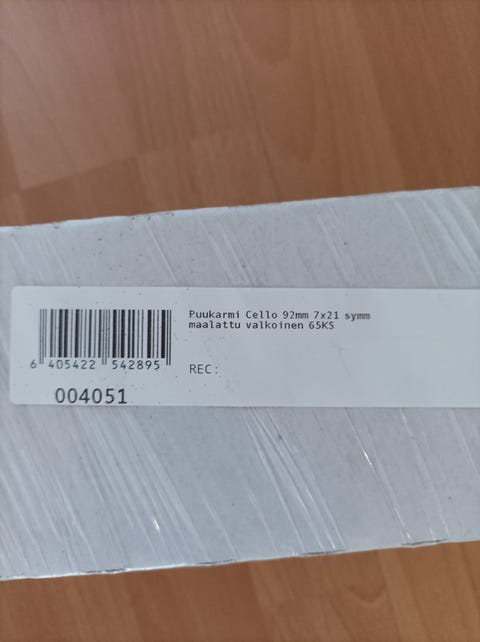 Puukarmi Cello 92mm 7x21 symm
maalattu valkoinen 65KS
6 405422 542895
REC:
004051